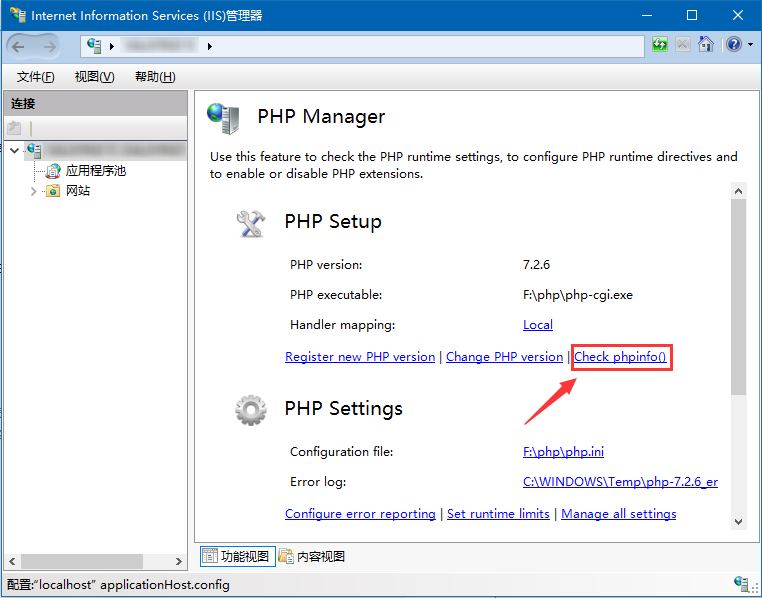 Internet Information Services (IIS)管理器
文件(F) 视图(V) 帮助(H)
连接
应用程序池
网站
PHP Manager
Use this feature to check the PHP runtime settings, to configure PHP runtime directives and
to enable or disable PHP extensions.
PHP Setup
PHP version: 7.2.6
PHP executable: F:\php\php-cgi.exe
Handler mapping: Local
Register new PHP version | Change PHP version | Check phpinfo()
PHP Settings
Configuration file: F:\php\php.ini
Error log: C:\WINDOWS\Temp\php-7.2.6_er
Configure error reporting | Set runtime limits | Manage all settings
功能视图 内容视图
配置:“localhost” applicationHost.config